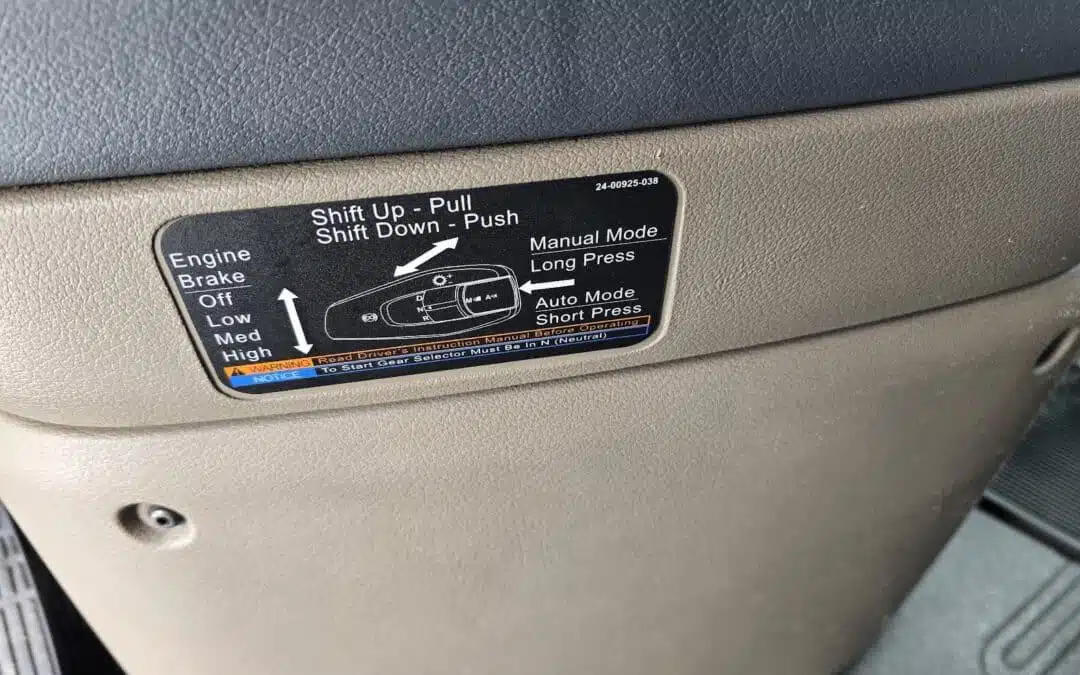 24-00925-038
Shift Up - Pull
Shift Down - Push
Engine
Brake
Off
Low
Med
High
Manual Mode
Long Press
Auto Mode
Short Press
D
N
R
M
A
WARNING Read Driver's Instruction Manual Before Operating
NOTICE To Start Gear Selector Must Be In N (Neutral)